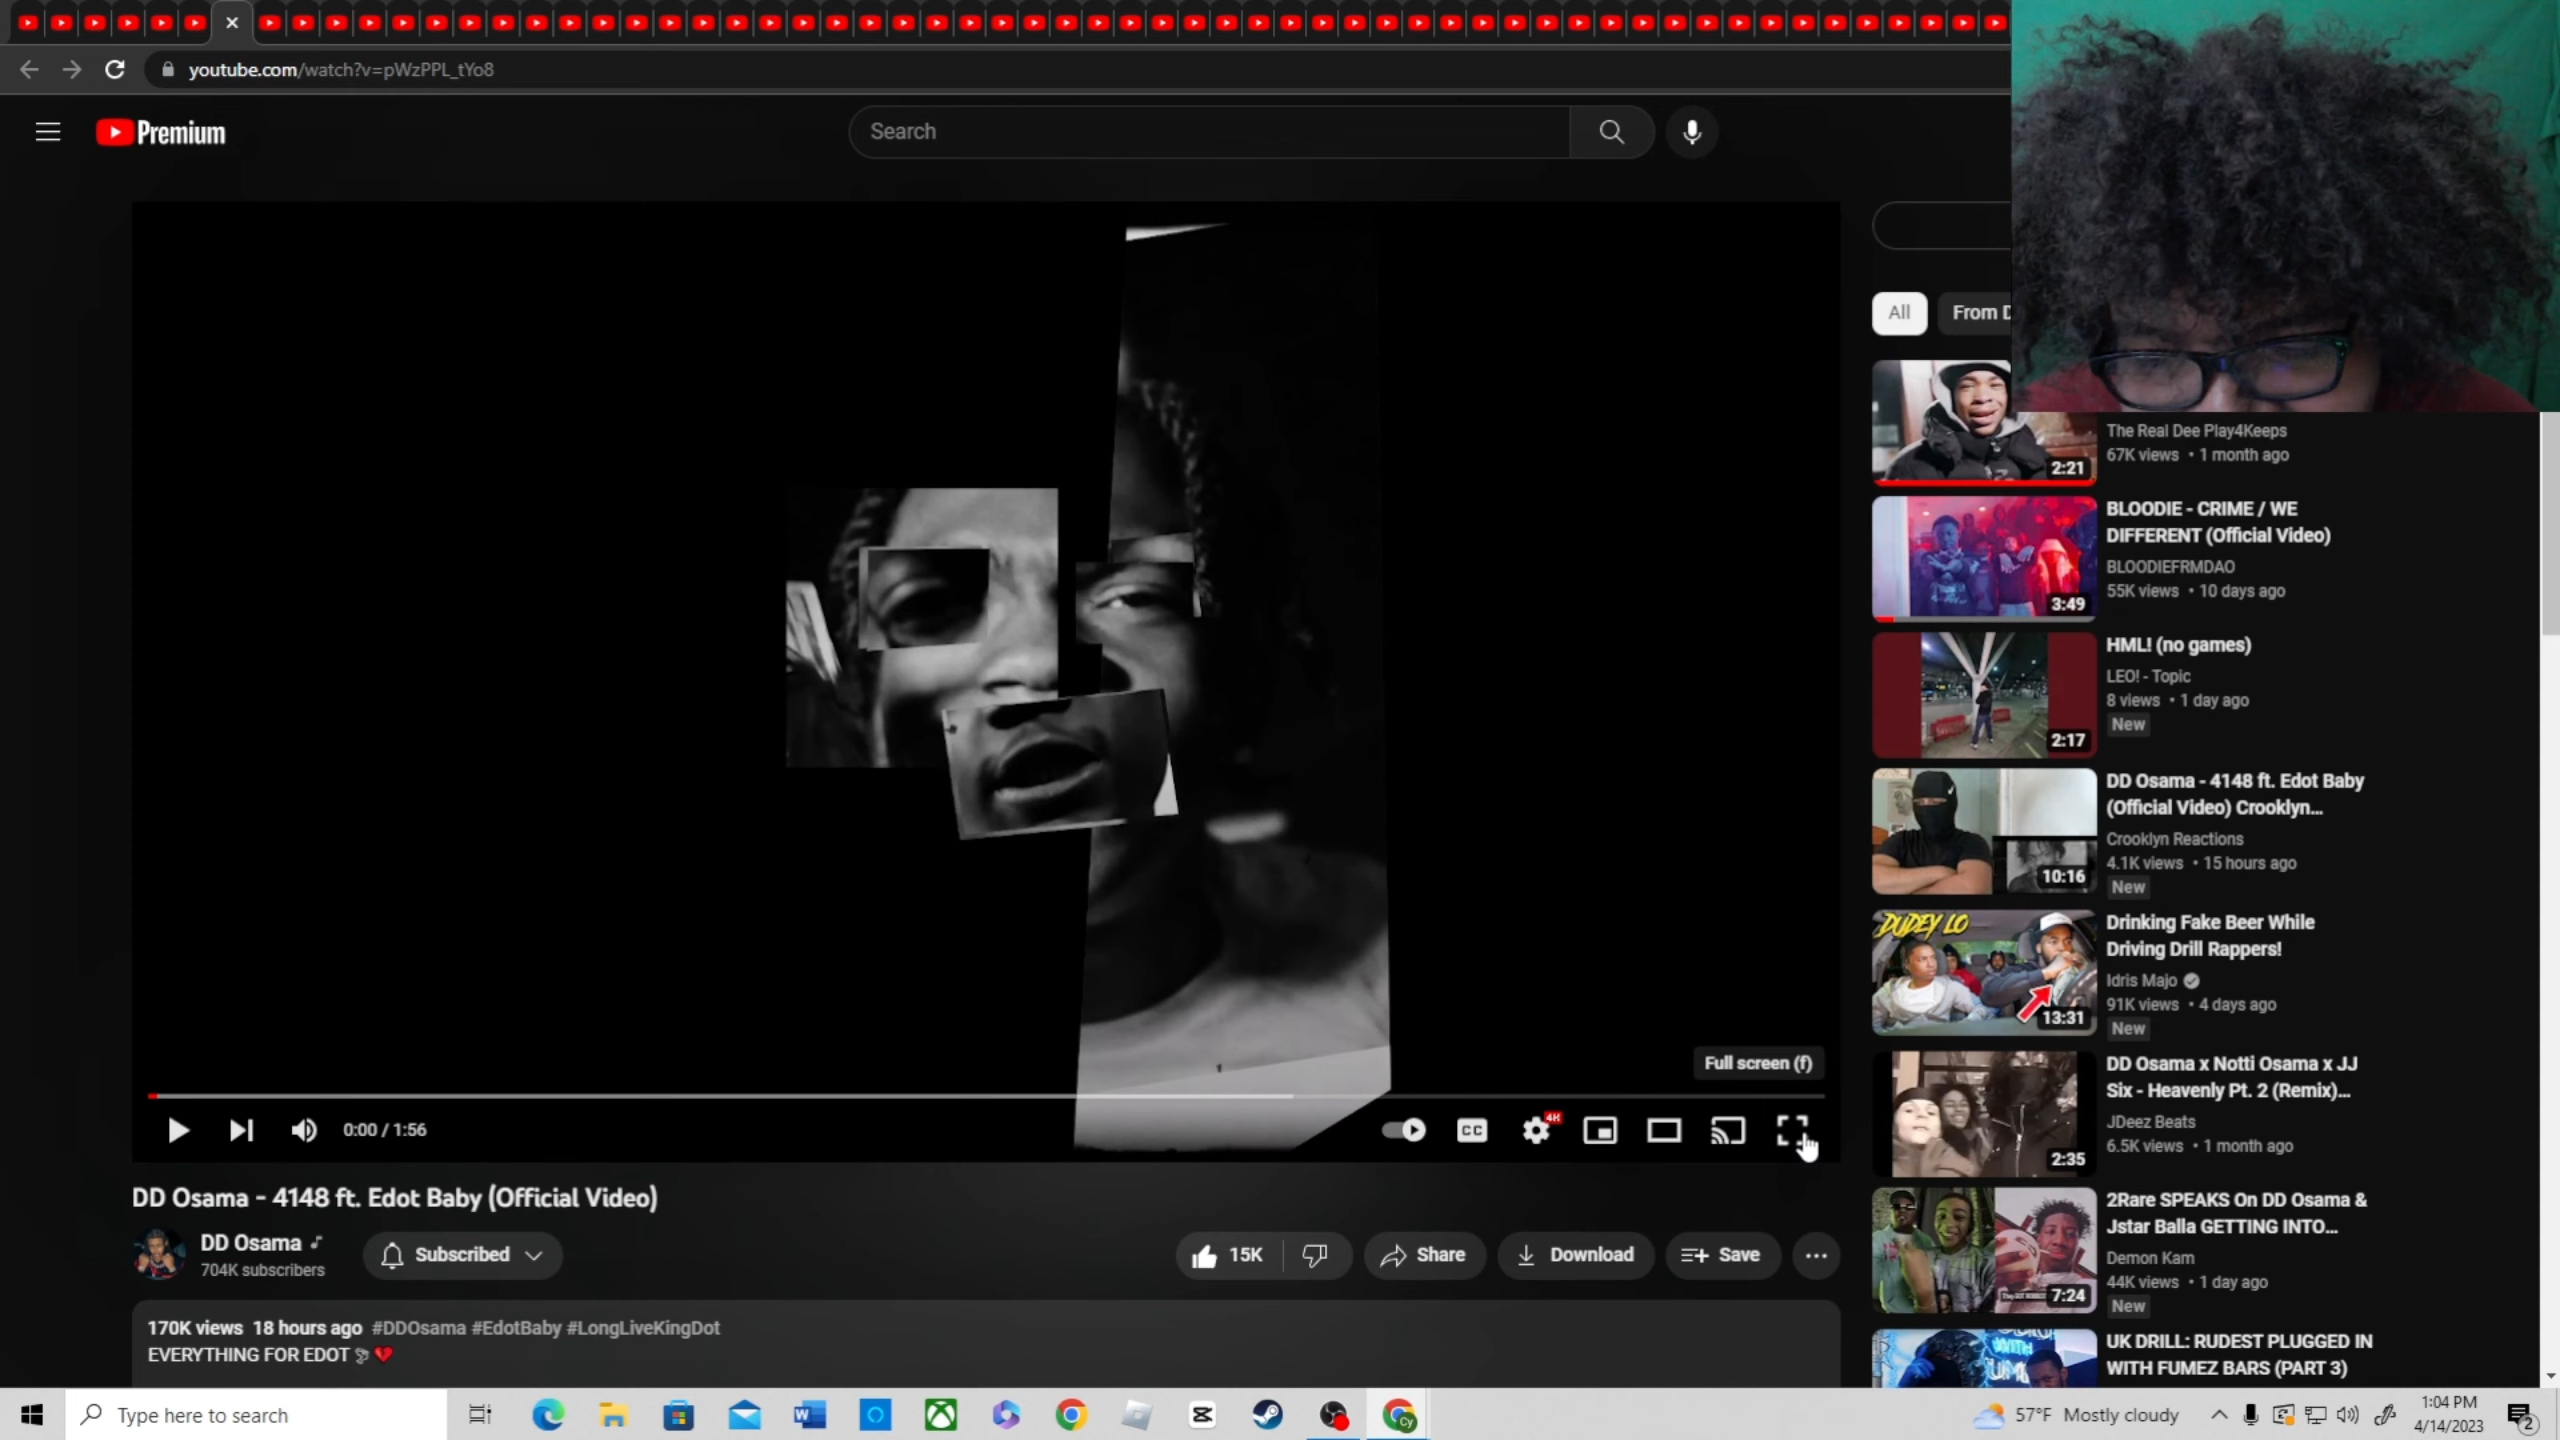 youtube.com/watch?v=pWzPPL_tYo8
Premium
Search
All
From D
2:21
The Real Dee Play4Keeps
67K views • 1 month ago
3:49
BLOODIE - CRIME / WE
DIFFERENT (Official Video)
BLOODIEFRMDAO
55K views • 10 days ago
2:17
HML! (no games)
LEO! - Topic
8 views • 1 day ago
New
10:16
DD Osama - 4148 ft. Edot Baby
(Official Video) Crooklyn...
Crooklyn Reactions
4.1K views • 15 hours ago
New
DUDEY LO
13:31
Drinking Fake Beer While
Driving Drill Rappers!
Idris Majo
91K views • 4 days ago
New
2:35
DD Osama x Notti Osama x JJ
Six - Heavenly Pt. 2 (Remix)...
JDeez Beats
6.5K views • 1 month ago
7:24
2Rare SPEAKS On DD Osama &
Jstar Balla GETTING INTO...
Demon Kam
44K views • 1 day ago
New
UK DRILL: RUDEST PLUGGED IN
WITH FUMEZ BARS (PART 3)
Full screen (f)
0:00 / 1:56
CC
4K
DD Osama - 4148 ft. Edot Baby (Official Video)
DD Osama
704K subscribers
Subscribed
15K
Share
Download
Save
170K views 18 hours ago #DDOsama #EdotBaby #LongLiveKingDot
EVERYTHING FOR EDOT 🕊💔
Type here to search
Cy
57°F Mostly cloudy
1:04 PM
4/14/2023
2